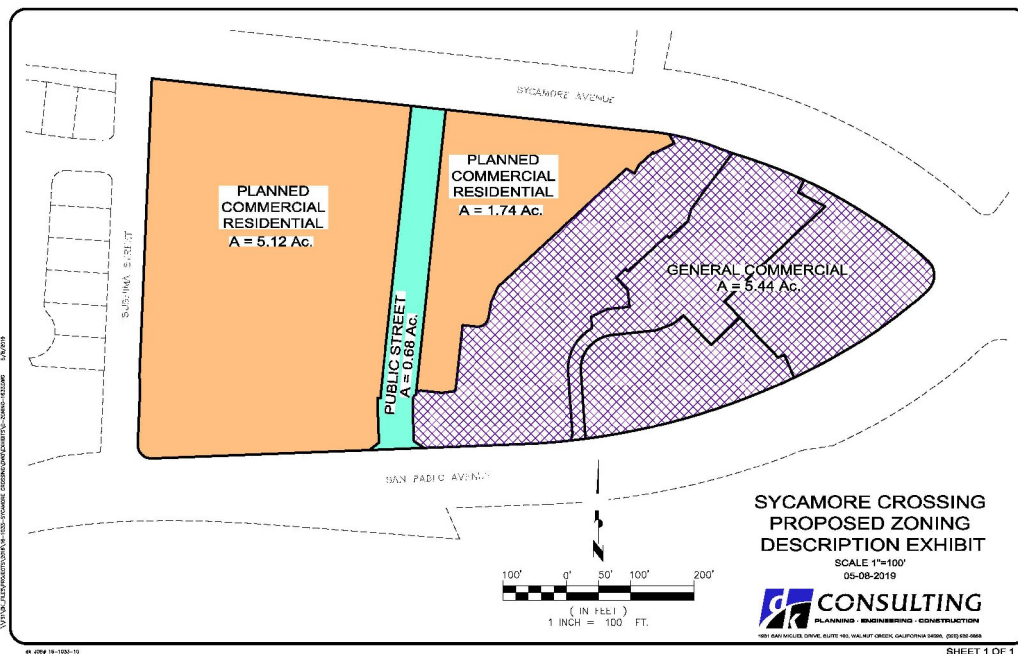 SYCAMORE AVENUE
PLANNED
COMMERCIAL
RESIDENTIAL
A = 5.12 Ac.
PLANNED
COMMERCIAL
RESIDENTIAL
A = 1.74 Ac.
GENERAL COMMERCIAL
A = 5.44 Ac.
PUBLIC STREET
A = 0.68 Ac.
STREET
SAN PABLO AVENUE
SYCAMORE CROSSING
PROPOSED ZONING
DESCRIPTION EXHIBIT
SCALE 1"=100'
05-08-2019
100' 0' 50' 100' 200'
( IN FEET )
1 INCH = 100 FT.
dk CONSULTING
PLANNING • ENGINEERING • CONSTRUCTION
SHEET 1 OF 1